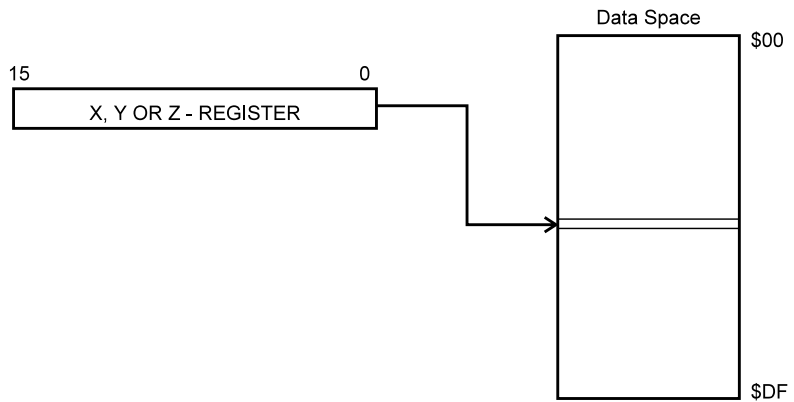 Data Space
$00
15 0
X, Y OR Z - REGISTER
$DF